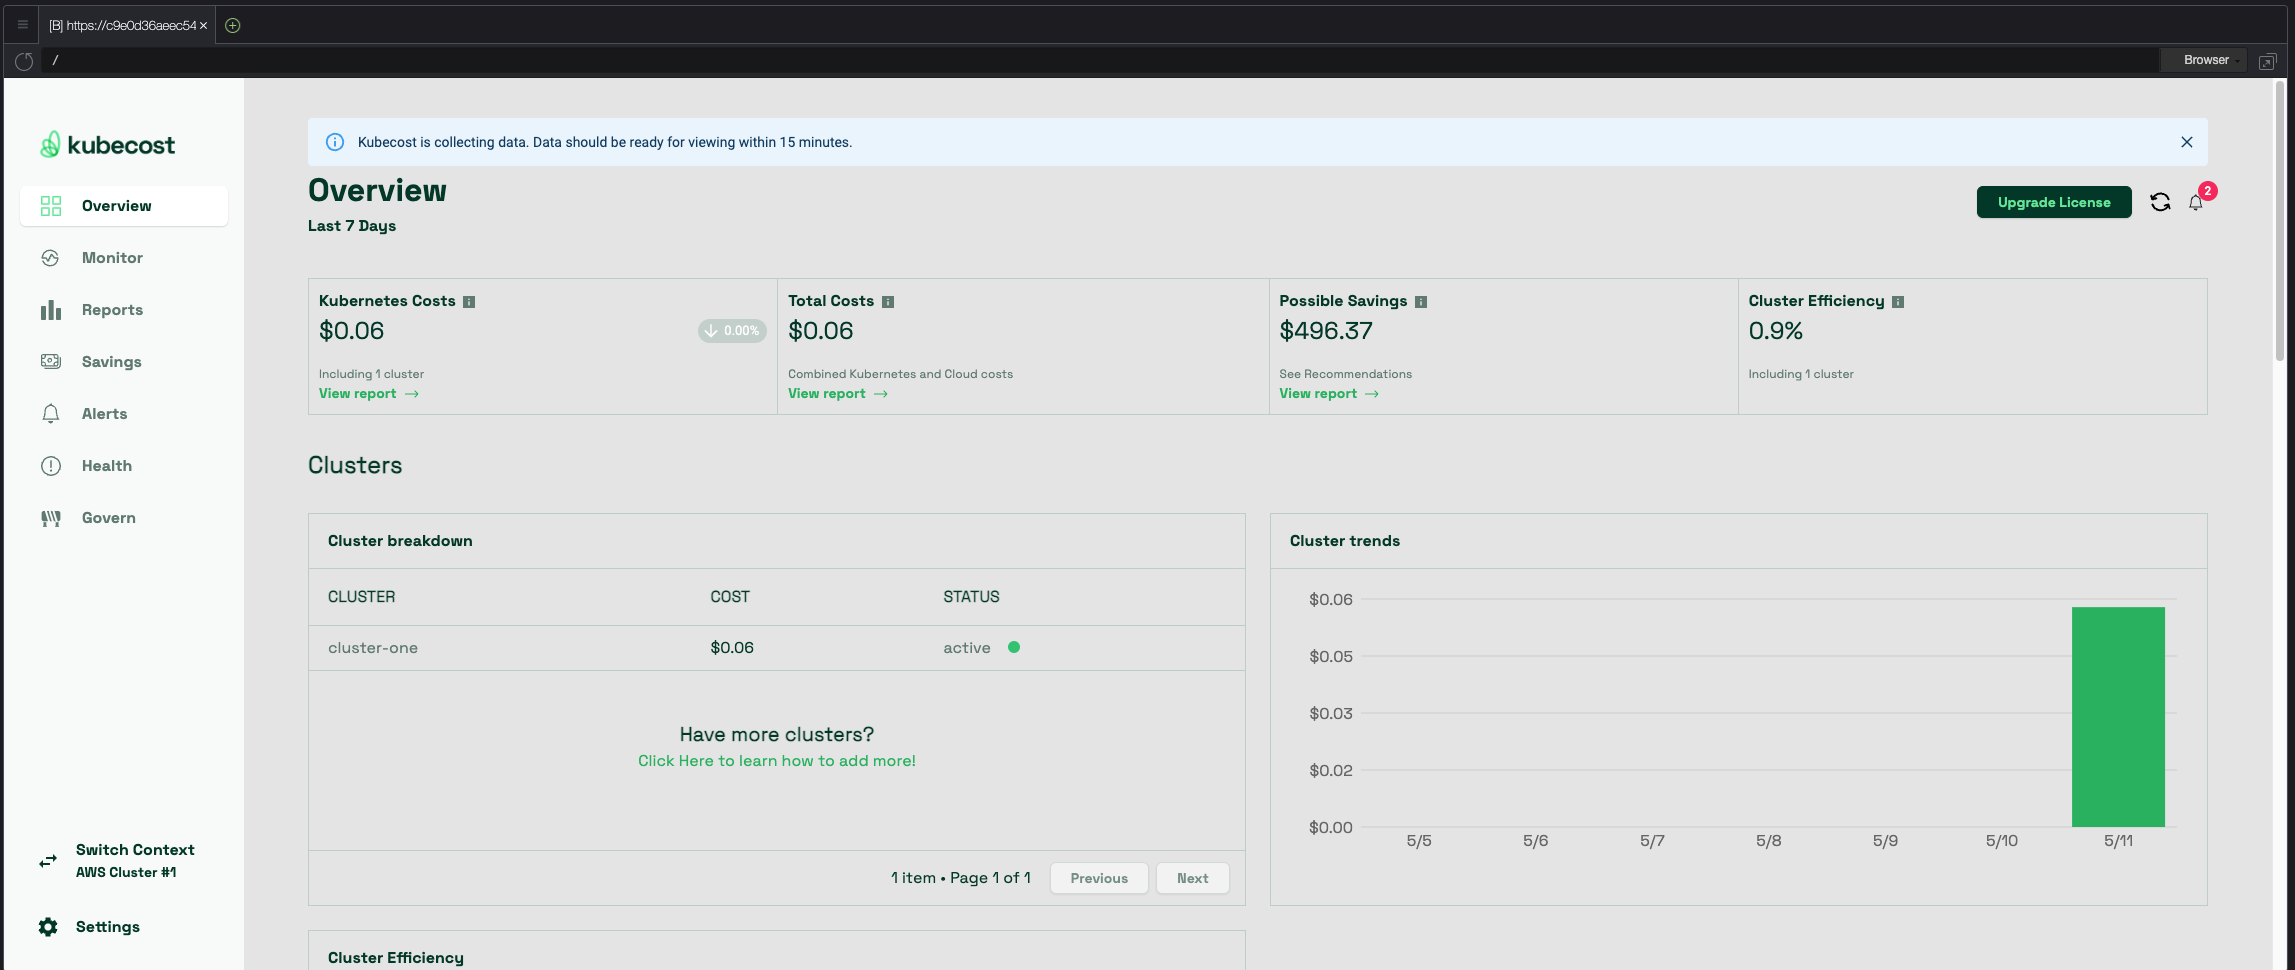 [B] https://c9e0d36aeec54
/
Browser
kubecost
Overview
Monitor
Reports
Savings
Alerts
Health
Govern
Switch Context
AWS Cluster #1
Settings
Kubecost is collecting data. Data should be ready for viewing within 15 minutes.
Overview
Last 7 Days
Upgrade License
2
Kubernetes Costs
$0.06
0.00%
Including 1 cluster
View report
Total Costs
$0.06
Combined Kubernetes and Cloud costs
View report
Possible Savings
$496.37
See Recommendations
View report
Cluster Efficiency
0.9%
Including 1 cluster
Clusters
Cluster breakdown
CLUSTER COST STATUS
cluster-one $0.06 active
Have more clusters?
Click Here to learn how to add more!
1 item • Page 1 of 1 Previous Next
Cluster trends
$0.06
$0.05
$0.03
$0.02
$0.00
5/5 5/6 5/7 5/8 5/9 5/10 5/11
Cluster Efficiency